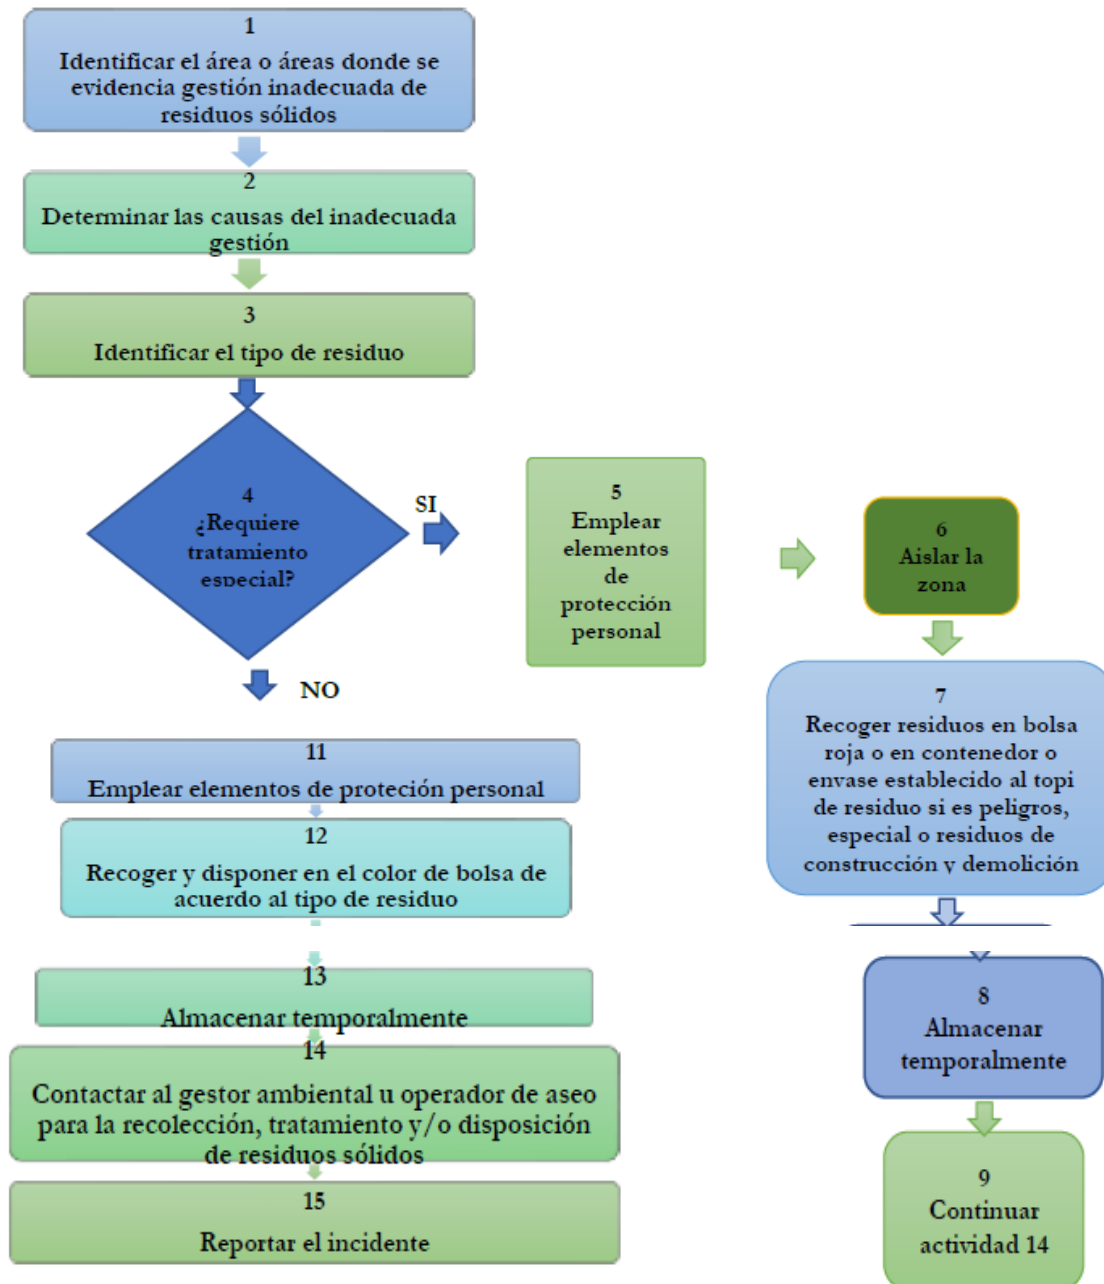 1
Identificar el área o áreas donde se
evidencia gestión inadecuada de
residuos sólidos
2
Determinar las causas del inadecuada
gestión
3
Identificar el tipo de residuo
4
¿Requiere
tratamiento
especial?
SI
5
Emplear
elementos
de
protección
personal
6
Aislar la
zona
7
Recoger residuos en bolsa
roja o en contenedor o
envase establecido al topi
de residuo si es peligros,
especial o residuos de
construcción y demolición
8
Almacenar
temporalmente
9
Continuar
actividad 14
NO
11
Emplear elementos de proteción personal
12
Recoger y disponer en el color de bolsa de
acuerdo al tipo de residuo
13
Almacenar temporalmente
14
Contactar al gestor ambiental u operador de aseo
para la recolección, tratamiento y/o disposición
de residuos sólidos
15
Reportar el incidente